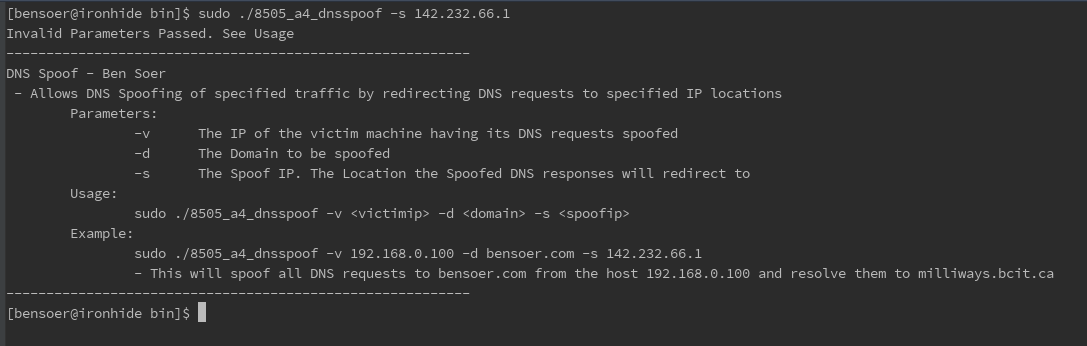 [bensoer@ironhide bin]$ sudo ./8505_a4_dnsspoof -s 142.232.66.1
Invalid Parameters Passed. See Usage
----------------------------------------------------------
DNS Spoof - Ben Soer
 - Allows DNS Spoofing of specified traffic by redirecting DNS requests to specified IP locations
        Parameters:
                -v      The IP of the victim machine having its DNS requests spoofed
                -d      The Domain to be spoofed
                -s      The Spoof IP. The Location the Spoofed DNS responses will redirect to
        Usage:
                sudo ./8505_a4_dnsspoof -v <victimip> -d <domain> -s <spoofip>
        Example:
                sudo ./8505_a4_dnsspoof -v 192.168.0.100 -d bensoer.com -s 142.232.66.1
                - This will spoof all DNS requests to bensoer.com from the host 192.168.0.100 and resolve them to milliways.bcit.ca
----------------------------------------------------------
[bensoer@ironhide bin]$